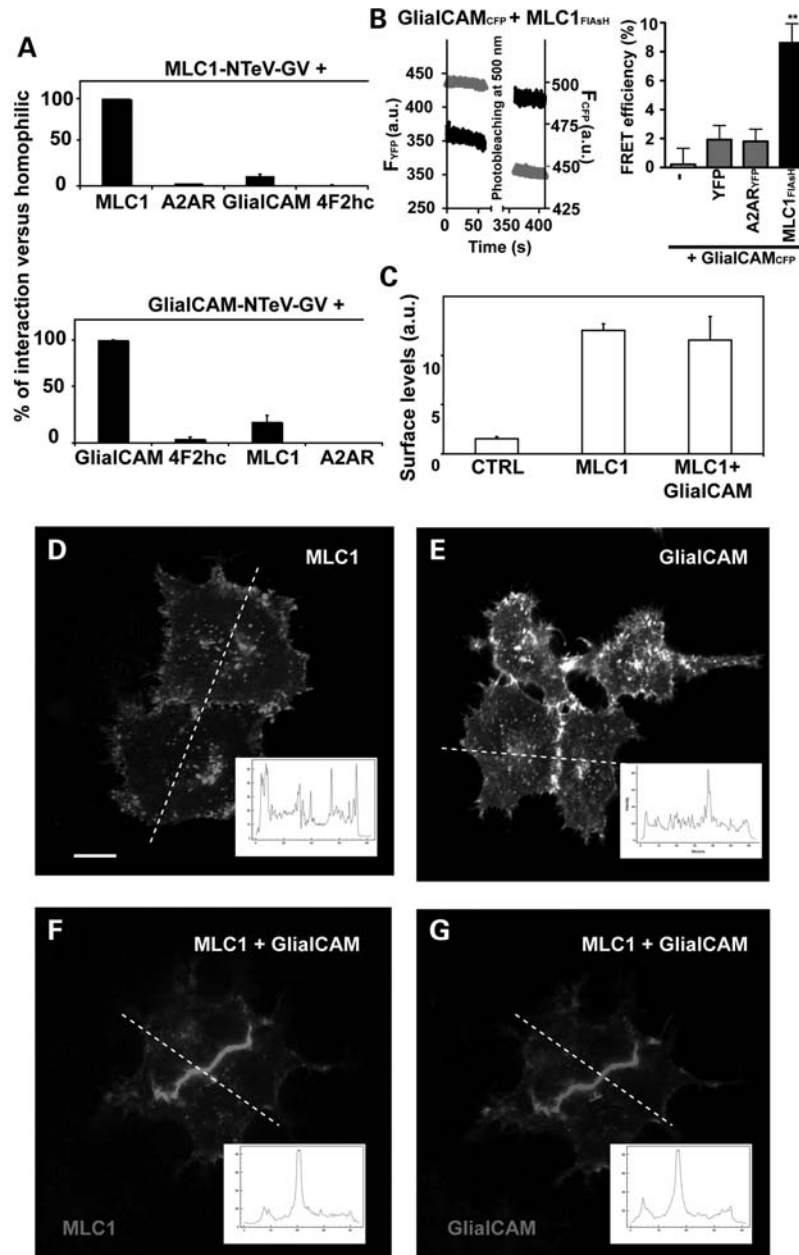 A
MLC1-NTeV-GV +
100
50
0
MLC1 A2AR GlialCAM 4F2hc
GlialCAM-NTeV-GV +
100
50
0
GlialCAM 4F2hc MLC1 A2AR
% of interaction versus homophilic
B
GlialCAMCFP + MLC1FlAsH
FYFP (a.u.)
450
400
350
300
250
Photobleaching at 500 nm
500
475
450
425
FCFP (a.u.)
0 50 350 400
Time (s)
FRET efficiency (%)
10
8
6
4
2
0
**
-
YFP
A2ARYFP
MLC1FlAsH
+ GlialCAMCFP
C
Surface levels (a.u.)
10
5
0
CTRL MLC1 MLC1+
GlialCAM
D
MLC1
E
GlialCAM
F
MLC1 + GlialCAM
MLC1
G
MLC1 + GlialCAM
GlialCAM